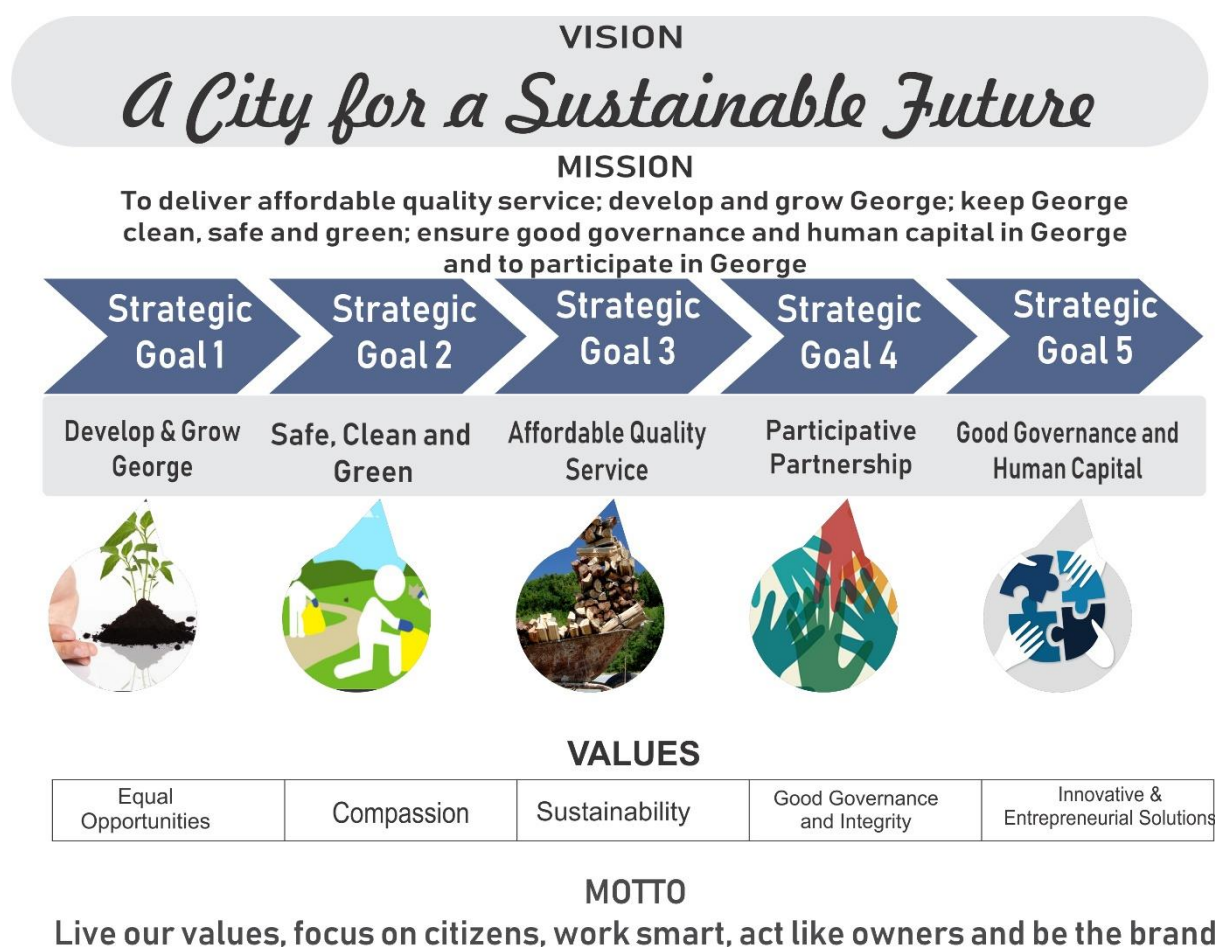 VISION
A City for a Sustainable Future
MISSION
To deliver affordable quality service; develop and grow George; keep George
clean, safe and green; ensure good governance and human capital in George
and to participate in George
Strategic
Goal 1
Strategic
Goal 2
Strategic
Goal 3
Strategic
Goal 4
Strategic
Goal 5
Develop & Grow
George
Safe, Clean and
Green
Affordable Quality
Service
Participative
Partnership
Good Governance and
Human Capital
VALUES
Equal
Opportunities
Compassion
Sustainability
Good Governance
and Integrity
Innovative &
Entrepreneurial Solutions
MOTTO
Live our values, focus on citizens, work smart, act like owners and be the brand